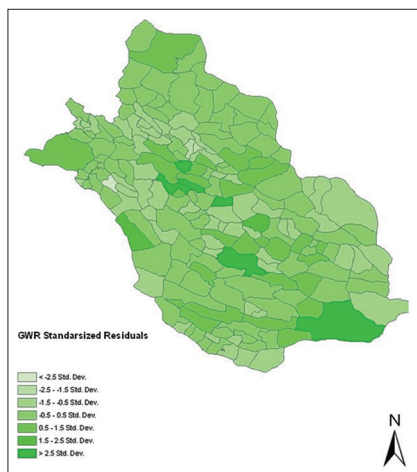 GWR Standarsized Residuals
< -2.5 Std. Dev.
-2.5 - -1.5 Std. Dev.
-1.5 - -0.5 Std. Dev.
-0.5 - 0.5 Std. Dev.
0.5 - 1.5 Std. Dev.
1.5 - 2.5 Std. Dev.
> 2.5 Std. Dev.
N